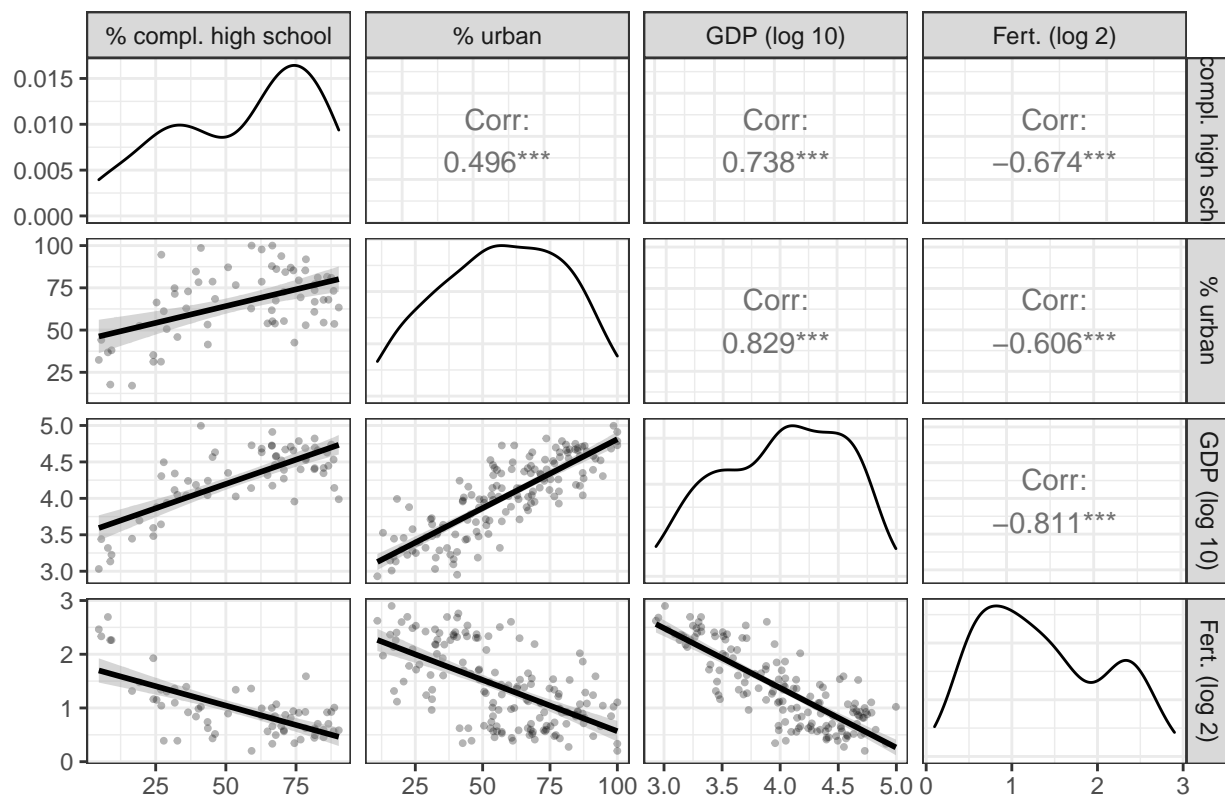 % compl. high school % urban GDP (log 10) Fert. (log 2)
0.015
0.010
0.005
0.000
Corr:
0.496***
Corr:
0.738***
Corr:
−0.674***
compl. high sch
100
75
50
25
Corr:
0.829***
Corr:
−0.606***
% urban
5.0
4.5
4.0
3.5
3.0
Corr:
−0.811***
GDP (log 10)
3
2
1
0
Fert. (log 2)
25 50 75 25 50 75 100 3.0 3.5 4.0 4.5 5.0 0 1 2 3